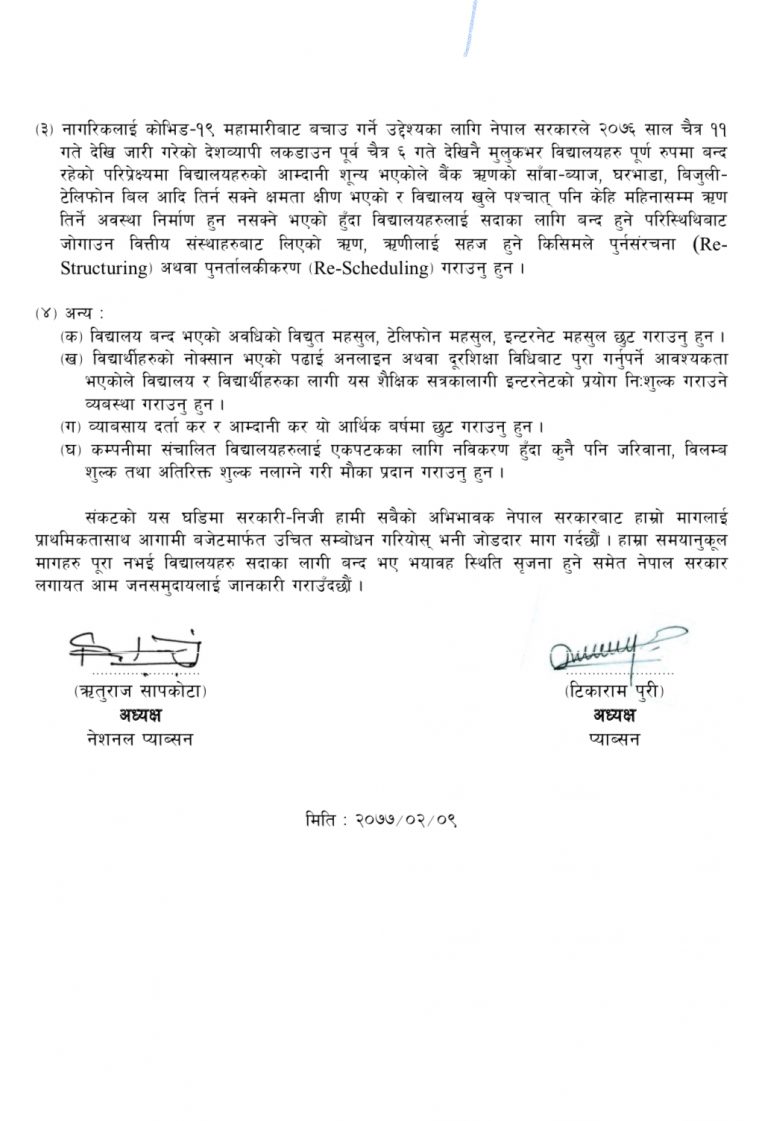 (३) नागरिकलाई कोभिड-१९ महामारीबाट बचाउ गर्ने उद्देश्यका लागि नेपाल सरकारले २०७६ साल चैत्र ११
गते देखि जारी गरेको देशव्यापी लकडाउन पूर्व चैत्र ६ गते देखिनै मुलुकभर विद्यालयहरु पूर्ण रुपमा बन्द
रहेको परिप्रेक्ष्यमा विद्यालयहरुको आम्दानी शून्य भएकोले बैंक ऋणको साँवा-ब्याज, घरभाडा, बिजुली-
टेलिफोन बिल आदि तिर्न सक्ने क्षमता क्षीण भएको र विद्यालय खुले पश्चात् पनि केहि महिनासम्म ऋण
तिर्ने अवस्था निर्माण हुन नसक्ने भएको हुँदा विद्यालयहरुलाई सदाका लागि बन्द हुने परिस्थिथिबाट
जोगाउन वित्तीय संस्थाहरुबाट लिएको ऋण, ऋणीलाई सहज हुने किसिमले पुर्नसंरचना (Re-
Structuring) अथवा पुनर्तालकीकरण (Re-Scheduling) गराउनु हुन ।
(४) अन्य :
(क) विद्यालय बन्द भएको अवधिको विद्युत महसुल, टेलिफोन महसुल, इन्टरनेट महसुल छुट गराउनु हुन ।
(ख) विद्यार्थीहरुको नोक्सान भएको पढाई अनलाइन अथवा दूरशिक्षा विधिबाट पुरा गर्नुपर्ने आवश्यकता
भएकोले विद्यालय र विद्यार्थीहरुका लागी यस शैक्षिक सत्रकालागी इन्टरनेटको प्रयोग नि:शुल्क गराउने
व्यबस्था गराउनु हुन ।
(ग) व्याबसाय दर्ता कर र आम्दानी कर यो आर्थिक बर्षमा छुट गराउनु हुन ।
(घ) कम्पनीमा संचालित विद्यालयहरुलाई एकपटकका लागि नविकरण हुँदा कुनै पनि जरिवाना, विलम्ब
शुल्क तथा अतिरिक्त शुल्क नलाग्ने गरी मौका प्रदान गराउनु हुन ।
संकटको यस घडिमा सरकारी-निजी हामी सबैको अभिभावक नेपाल सरकारबाट हाम्रो मागलाई
प्राथमिकतासाथ आगामी बजेटमार्फत उचित सम्बोधन गरियोस् भनी जोडदार माग गर्दछौं । हाम्रा समयानुकूल
मागहरु पूरा नभई विद्यालयहरु सदाका लागी बन्द भए भयावह स्थिति सृजना हुने समेत नेपाल सरकार
लगायत आम जनसमुदायलाई जानकारी गराउँदछौं ।
(ऋतुराज सापकोटा) (टिकाराम पुरी)
अध्यक्ष अध्यक्ष
नेशनल प्याब्सन प्याब्सन
मिति : २०७७/०२/०९